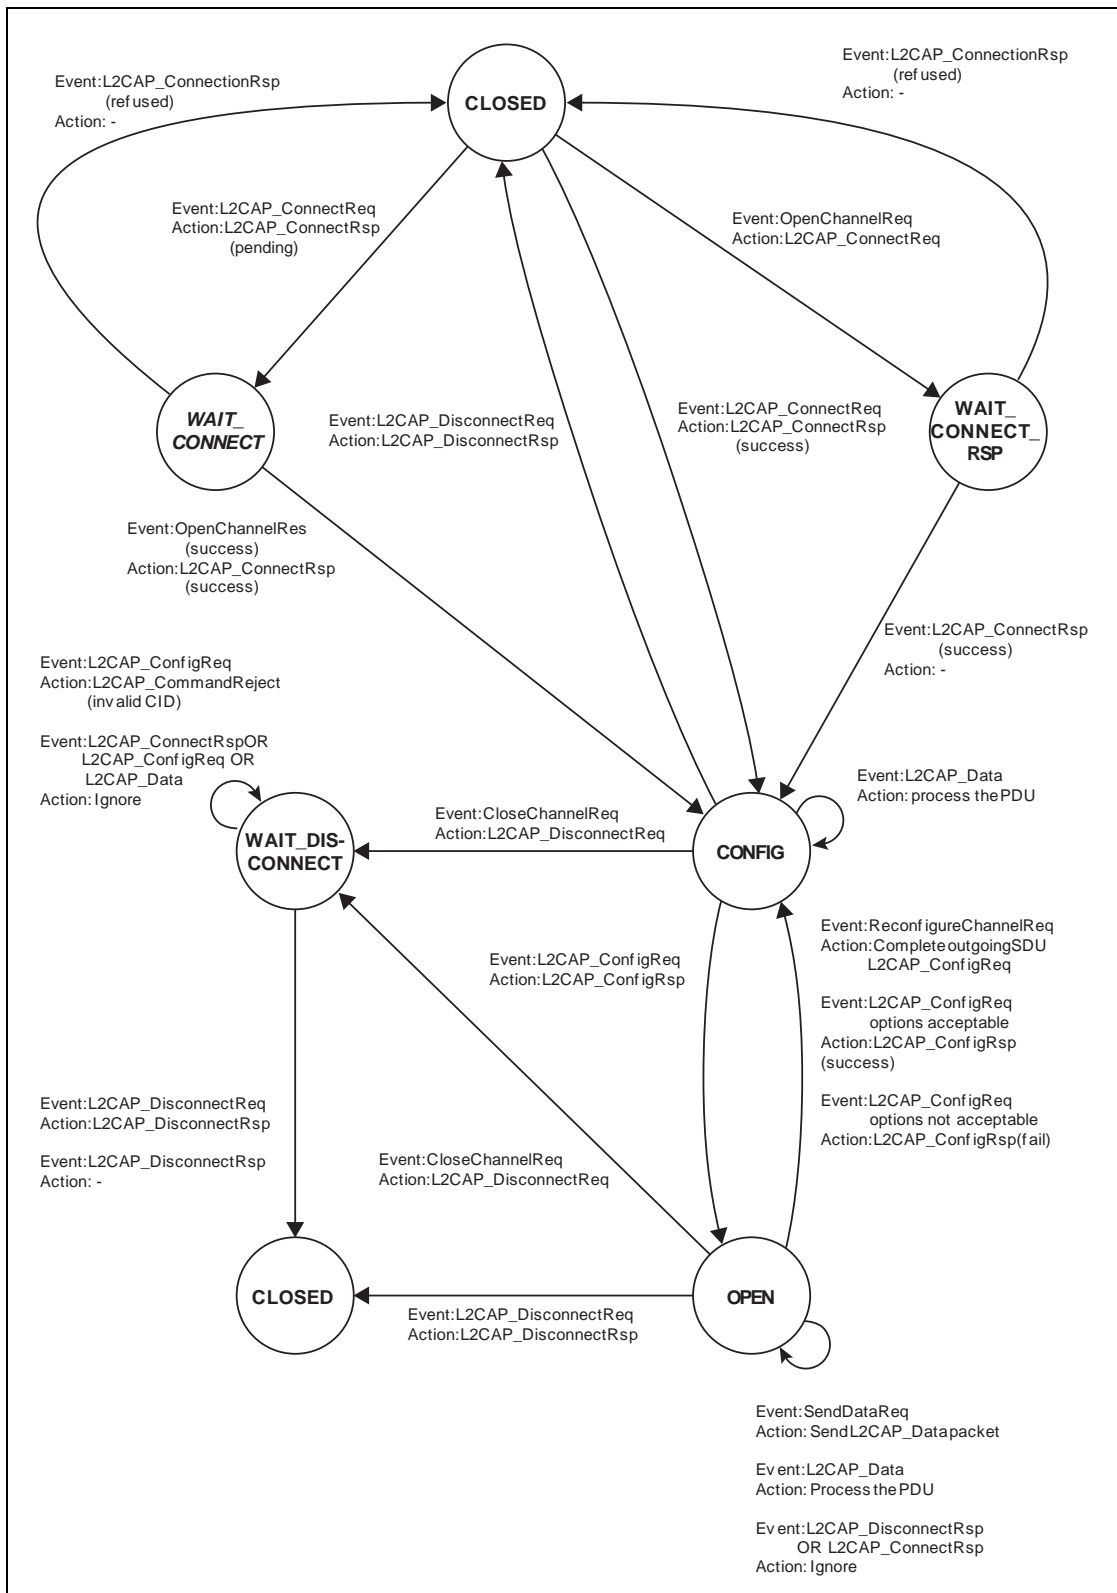 Event:L2CAP_ConnectionRsp
(refused)
Action: -
CLOSED
Event:L2CAP_ConnectionRsp
(refused)
Action: -
Event:L2CAP_ConnectReq
Action:L2CAP_ConnectRsp
(pending)
Event:OpenChannelReq
Action:L2CAP_ConnectReq
WAIT_
CONNECT
Event:L2CAP_DisconnectReq
Action:L2CAP_DisconnectRsp
Event:L2CAP_ConnectReq
Action:L2CAP_ConnectRsp
(success)
WAIT_
CONNECT_
RSP
Event:OpenChannelRes
(success)
Action:L2CAP_ConnectRsp
(success)
Event:L2CAP_ConnectRsp
(success)
Action: -
Event:L2CAP_ConfigReq
Action:L2CAP_CommandReject
(invalid CID)
Event:L2CAP_ConnectRspOR
L2CAP_ConfigReq OR
L2CAP_Data
Action: Ignore
WAIT_DIS-
CONNECT
Event:CloseChannelReq
Action:L2CAP_DisconnectReq
CONFIG
Event:L2CAP_Data
Action: process the PDU
Event:L2CAP_ConfigReq
Action:L2CAP_ConfigRsp
Event:ReconfigureChannelReq
Action:Complete outgoing SDU
L2CAP_ConfigReq
Event:L2CAP_ConfigReq
options acceptable
Action:L2CAP_ConfigRsp
(success)
Event:L2CAP_ConfigReq
options not acceptable
Action:L2CAP_ConfigRsp(fail)
Event:L2CAP_DisconnectReq
Action:L2CAP_DisconnectRsp
Event:L2CAP_DisconnectRsp
Action: -
Event:CloseChannelReq
Action:L2CAP_DisconnectReq
CLOSED
Event:L2CAP_DisconnectReq
Action:L2CAP_DisconnectRsp
OPEN
Event:SendDataReq
Action: Send L2CAP_Data packet
Event:L2CAP_Data
Action: Process the PDU
Event:L2CAP_DisconnectRsp
OR L2CAP_ConnectRsp
Action: Ignore